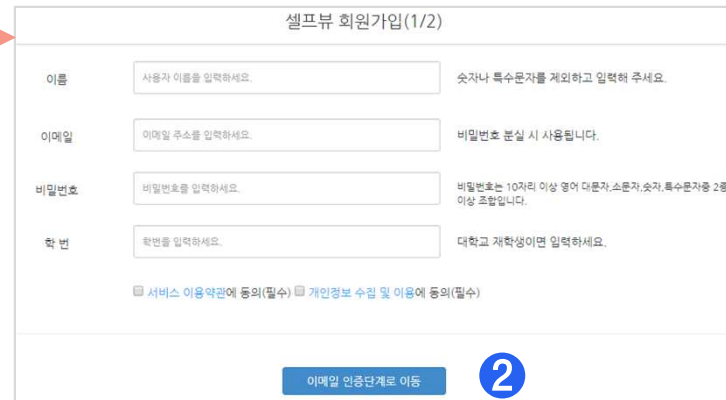 셀프뷰 회원가입(1/2)
이름 사용자 이름을 입력하세요. 숫자나 특수문자를 제외하고 입력해 주세요.
이메일 이메일 주소를 입력하세요. 비밀번호 분실 시 사용됩니다.
비밀번호 비밀번호를 입력하세요. 비밀번호는 10자리 이상 영어 대문자,소문자,숫자,특수문자중 2종
이상 조합입니다.
학 번 학번을 입력하세요. 대학교 재학생이면 입력하세요.
서비스 이용약관에 동의(필수) 개인정보 수집 및 이용에 동의(필수)
이메일 인증단계로 이동 2